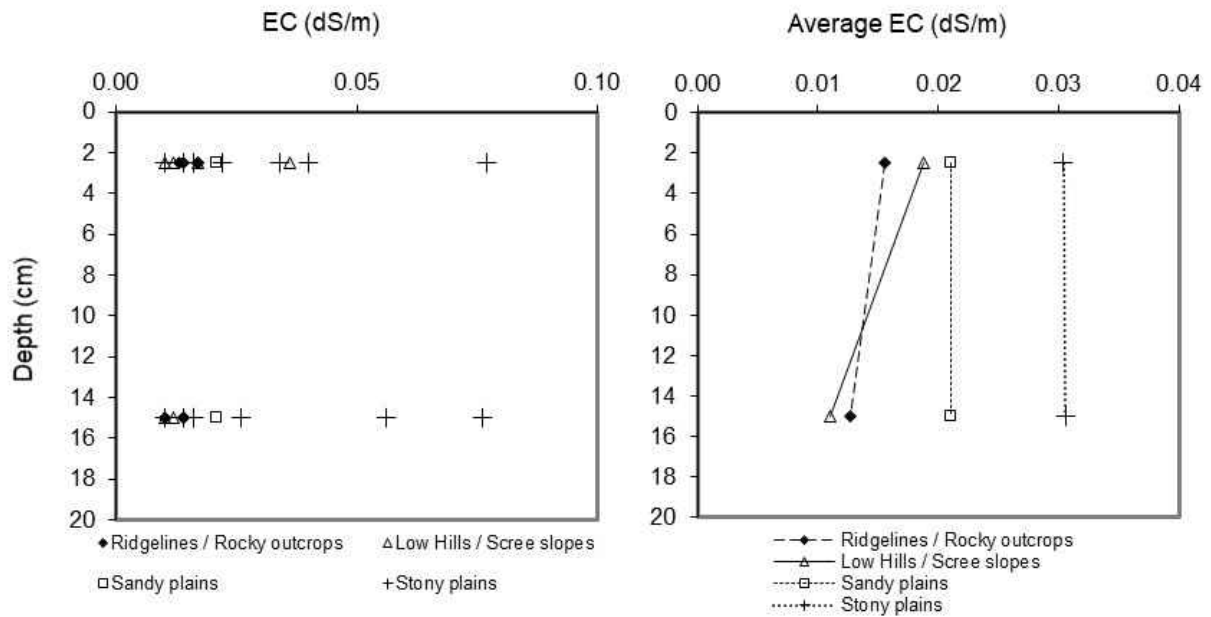 EC (dS/m)
0.00 0.05 0.10
0
2
4
6
8
10
12
14
16
18
20
Depth (cm)
Ridgelines / Rocky outcrops Low Hills / Scree slopes
Sandy plains Stony plains
Average EC (dS/m)
0.00 0.01 0.02 0.03 0.04
0
2
4
6
8
10
12
14
16
18
20
Ridgelines / Rocky outcrops
Low Hills / Scree slopes
Sandy plains
Stony plains